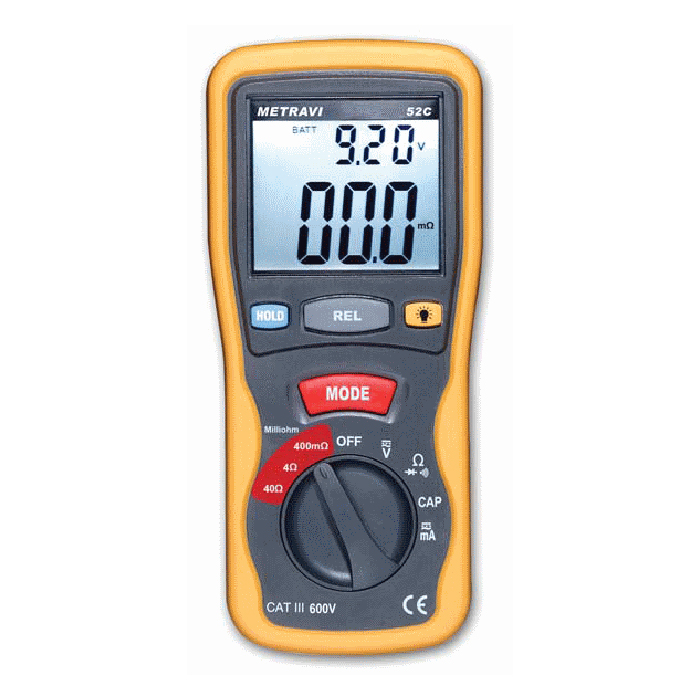 METRAVI 52C
BATT 9.20 V
00.0 mΩ
HOLD REL
MODE
Milliohm
400mΩ OFF V
4Ω Ω
40Ω CAP
mA
CAT III 600V CE